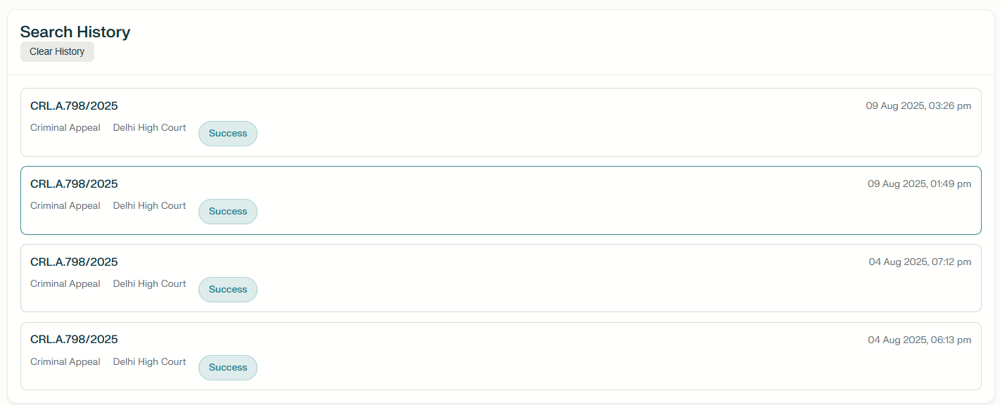 Search History
Clear History
CRL.A.798/2025 09 Aug 2025, 03:26 pm
Criminal Appeal Delhi High Court Success
CRL.A.798/2025 09 Aug 2025, 01:49 pm
Criminal Appeal Delhi High Court Success
CRL.A.798/2025 04 Aug 2025, 07:12 pm
Criminal Appeal Delhi High Court Success
CRL.A.798/2025 04 Aug 2025, 06:13 pm
Criminal Appeal Delhi High Court Success